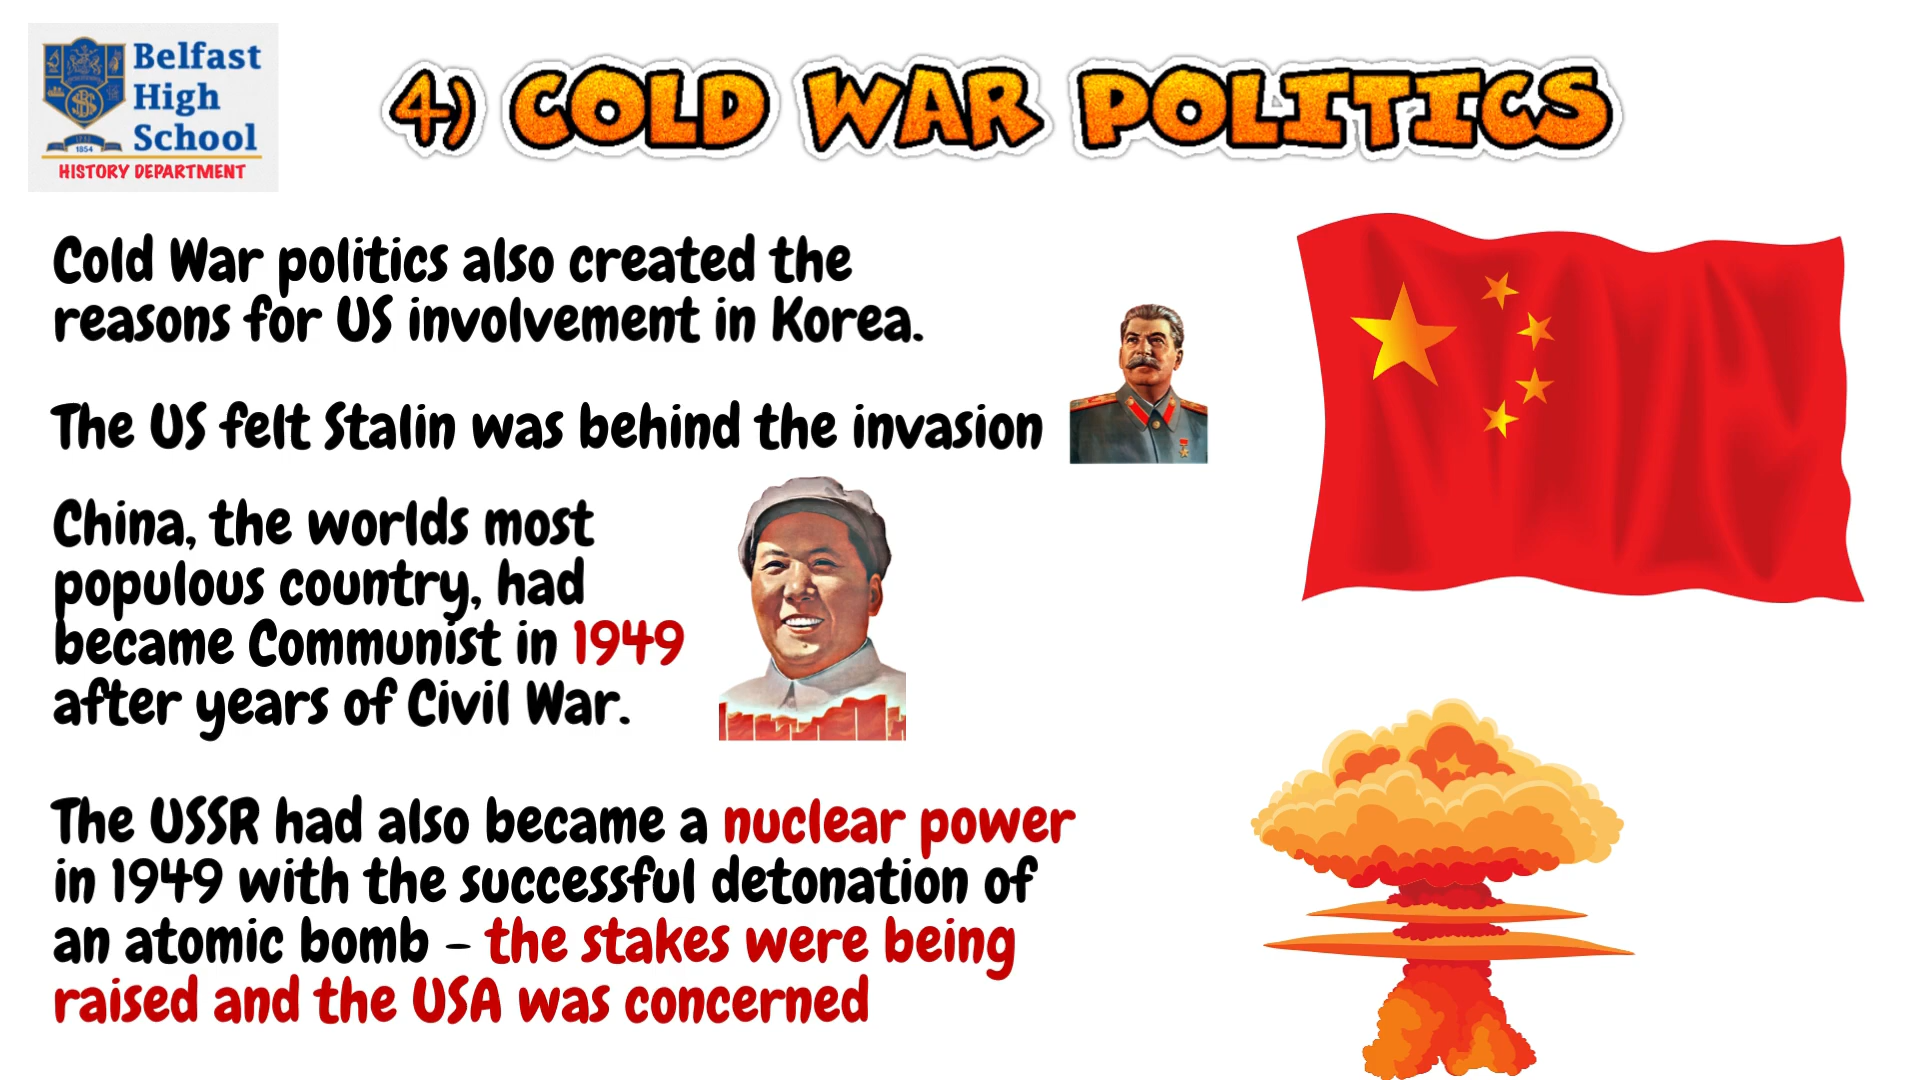 Belfast
High
School
1854
HISTORY DEPARTMENT
4) COLD WAR POLITICS
Cold War politics also created the
reasons for US involvement in Korea.
The US felt Stalin was behind the invasion
China, the worlds most
populous country, had
became Communist in 1949
after years of Civil War.
The USSR had also became a nuclear power
in 1949 with the successful detonation of
an atomic bomb – the stakes were being
raised and the USA was concerned